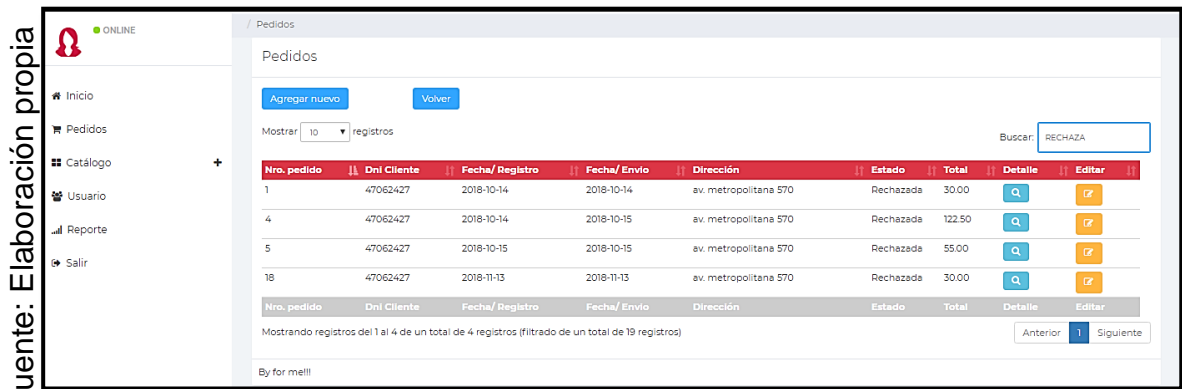 uente: Elaboración propia
ONLINE
Inicio
Pedidos
Catálogo +
Usuario
Reporte
Salir
/ Pedidos
Pedidos
Agregar nuevo Volver
Mostrar 10 registros Buscar: RECHAZA
Nro. pedido Dni Cliente Fecha/ Registro Fecha/ Envio Dirección Estado Total Detalle Editar
1 47062427 2018-10-14 2018-10-14 av. metropolitana 570 Rechazada 30.00
4 47062427 2018-10-14 2018-10-15 av. metropolitana 570 Rechazada 122.50
5 47062427 2018-10-15 2018-10-15 av. metropolitana 570 Rechazada 55.00
18 47062427 2018-11-13 2018-11-13 av. metropolitana 570 Rechazada 30.00
Nro. pedido Dni Cliente Fecha/ Registro Fecha/ Envio Dirección Estado Total Detalle Editar
Mostrando registros del 1 al 4 de un total de 4 registros (filtrado de un total de 19 registros) Anterior 1 Siguiente
By for me!!!